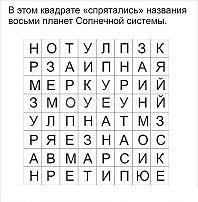 В этом квадрате «спрятались» названия
восьми планет Солнечной системы.
Н О Т У Л П З К
Р З А И П Н А Я
М Е Р К У Р И Й
З М О У Е У Н Й
У Л П Н А Т М З
Р Я Е З Н А О С
А В М А Р С И К
Н Р Е Т И П Ю Е